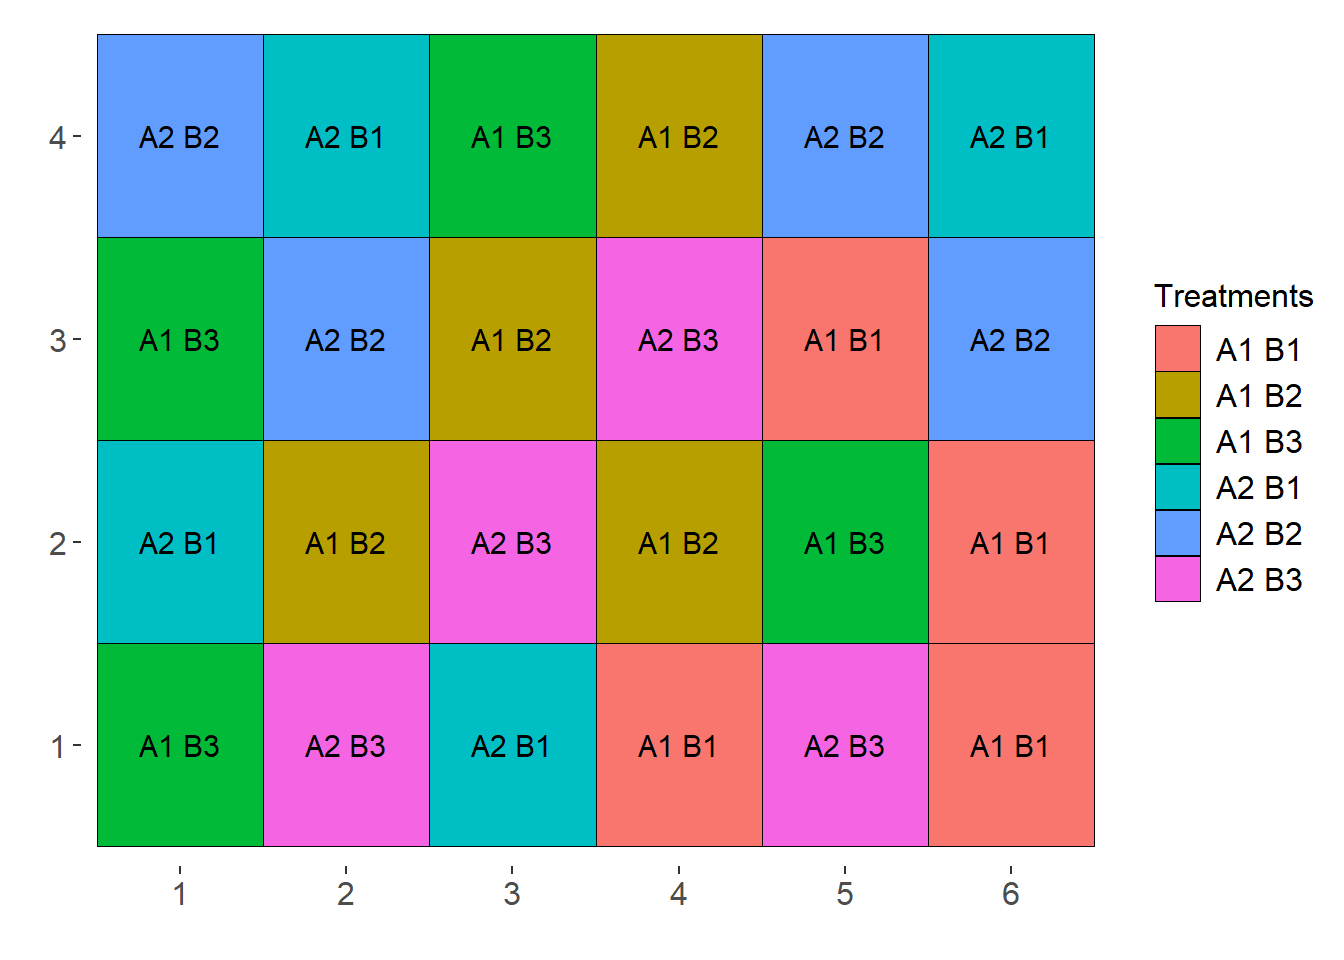 4 A2 B2 A2 B1 A1 B3 A1 B2 A2 B2 A2 B1
3 A1 B3 A2 B2 A1 B2 A2 B3 A1 B1 A2 B2
2 A2 B1 A1 B2 A2 B3 A1 B2 A1 B3 A1 B1
1 A1 B3 A2 B3 A2 B1 A1 B1 A2 B3 A1 B1
1 2 3 4 5 6
Treatments
A1 B1
A1 B2
A1 B3
A2 B1
A2 B2
A2 B3